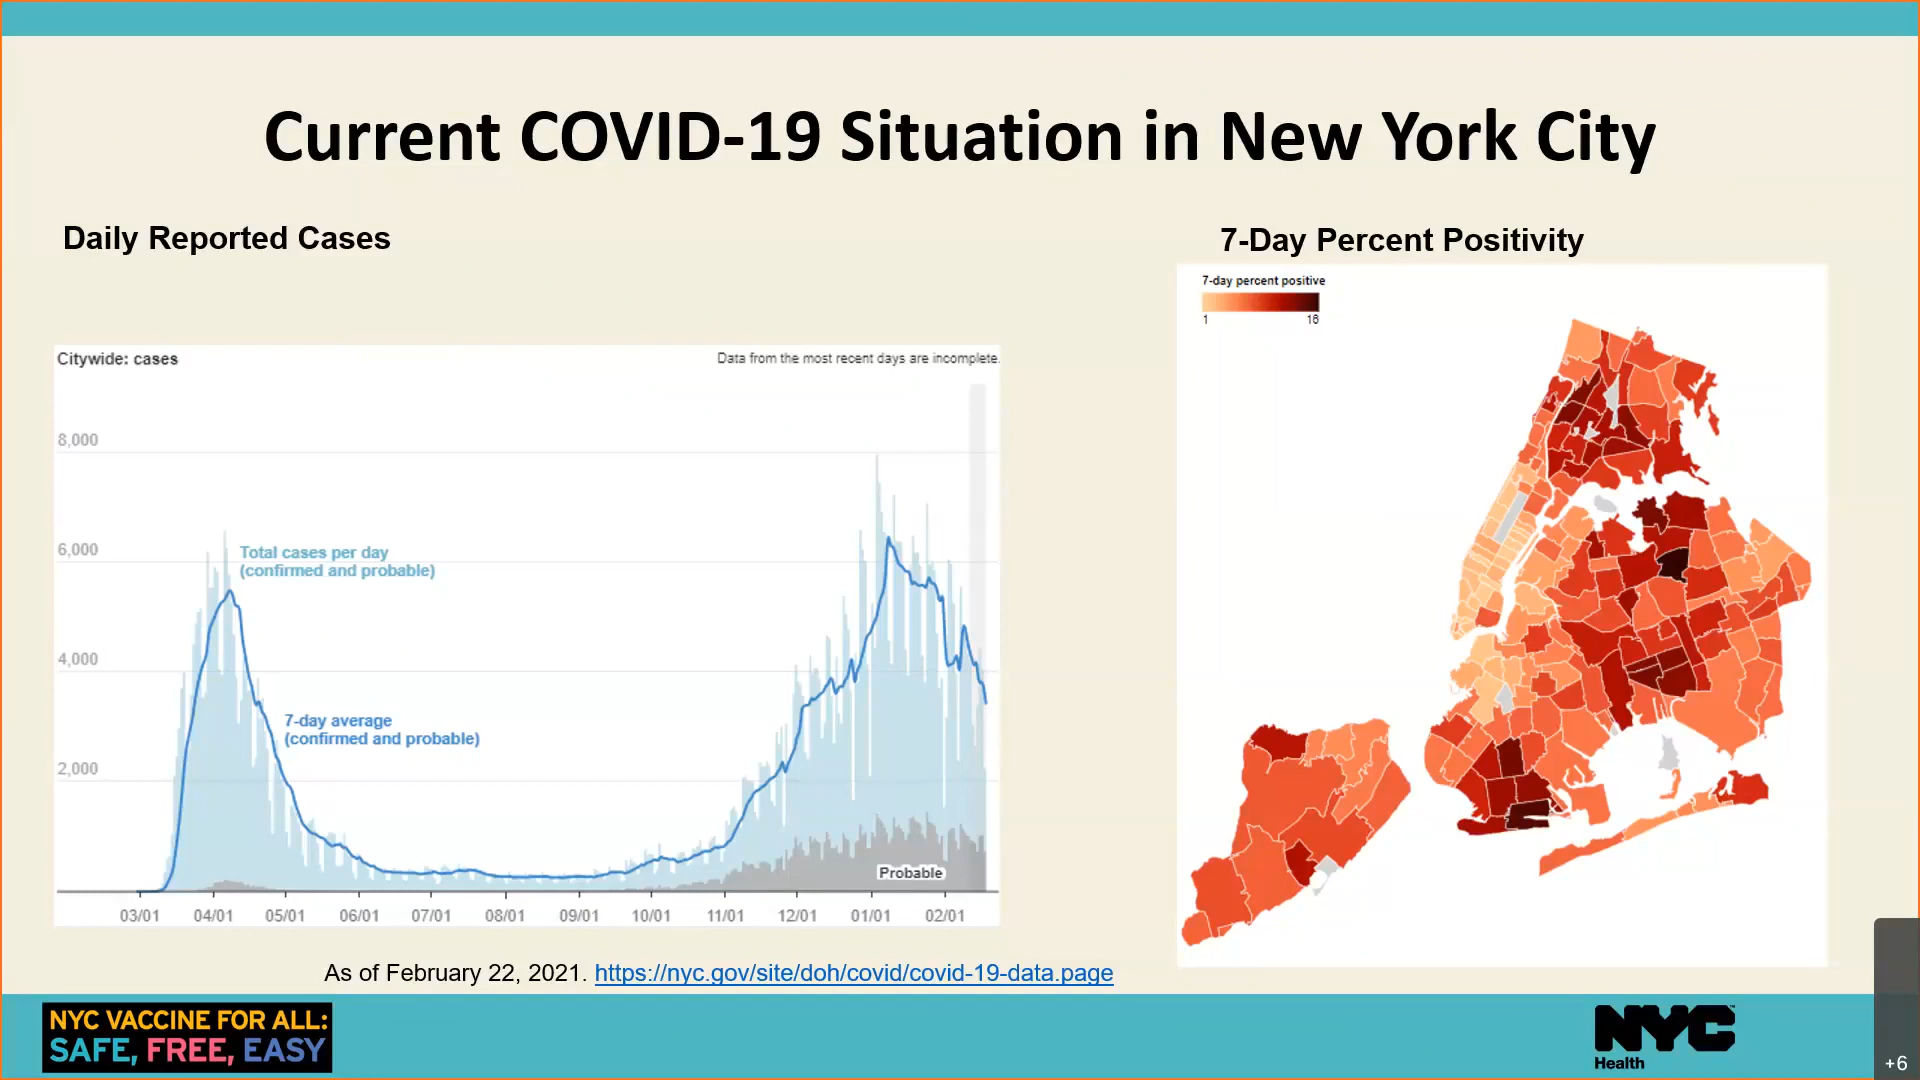 Current COVID-19 Situation in New York City
Daily Reported Cases
7-Day Percent Positivity
Citywide: cases
Data from the most recent days are incomplete.
8,000
6,000
4,000
2,000
Total cases per day
(confirmed and probable)
7-day average
(confirmed and probable)
Probable
03/01 04/01 05/01 06/01 07/01 08/01 09/01 10/01 11/01 12/01 01/01 02/01
7-day percent positive
1 16
As of February 22, 2021. https://nyc.gov/site/doh/covid/covid-19-data.page
NYC VACCINE FOR ALL:
SAFE, FREE, EASY
NYC
Health
+6